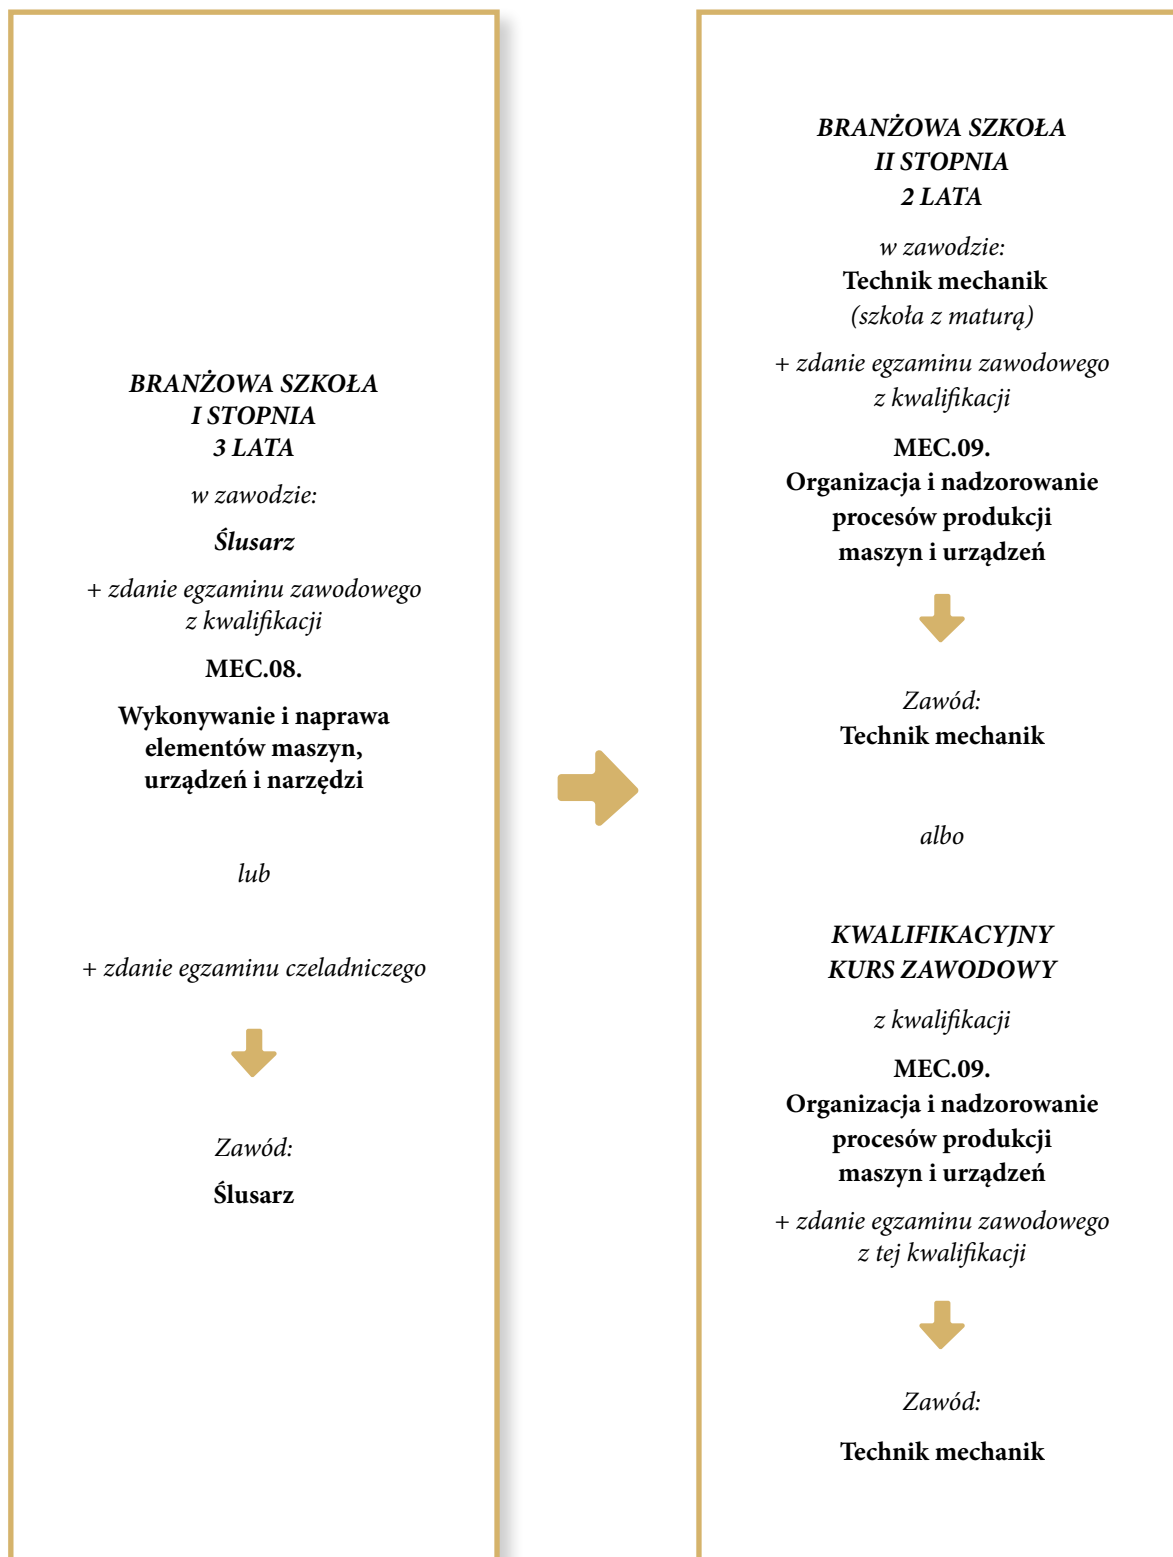 BRANŻOWA SZKOŁA
I STOPNIA
3 LATA
w zawodzie:
Ślusarz
+ zdanie egzaminu zawodowego
z kwalifikacji
MEC.08.
Wykonywanie i naprawa
elementów maszyn,
urządzeń i narzędzi
lub
+ zdanie egzaminu czeladniczego
Zawód:
Ślusarz
BRANŻOWA SZKOŁA
II STOPNIA
2 LATA
w zawodzie:
Technik mechanik
(szkoła z maturą)
+ zdanie egzaminu zawodowego
z kwalifikacji
MEC.09.
Organizacja i nadzorowanie
procesów produkcji
maszyn i urządzeń
Zawód:
Technik mechanik
albo
KWALIFIKACYJNY
KURS ZAWODOWY
z kwalifikacji
MEC.09.
Organizacja i nadzorowanie
procesów produkcji
maszyn i urządzeń
+ zdanie egzaminu zawodowego
z tej kwalifikacji
Zawód:
Technik mechanik